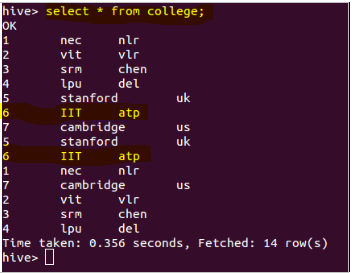 hive> select * from college;
OK
1 nec nlr
2 vit vlr
3 srm chen
4 lpu del
5 stanford uk
6 IIT atp
7 cambridge us
5 stanford uk
6 IIT atp
1 nec nlr
7 cambridge us
2 vit vlr
3 srm chen
4 lpu del
Time taken: 0.356 seconds, Fetched: 14 row(s)
hive>